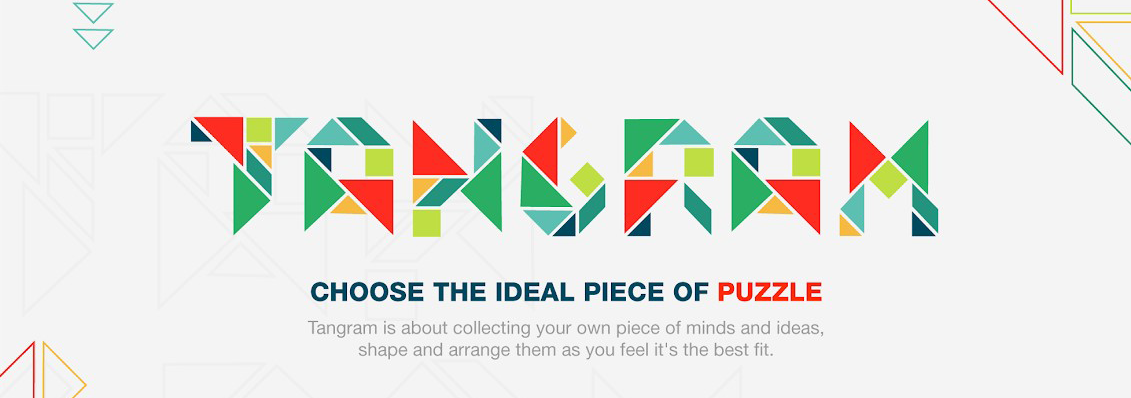 TANGRAM
CHOOSE THE IDEAL PIECE OF PUZZLE
Tangram is about collecting your own piece of minds and ideas,
shape and arrange them as you feel it's the best fit.